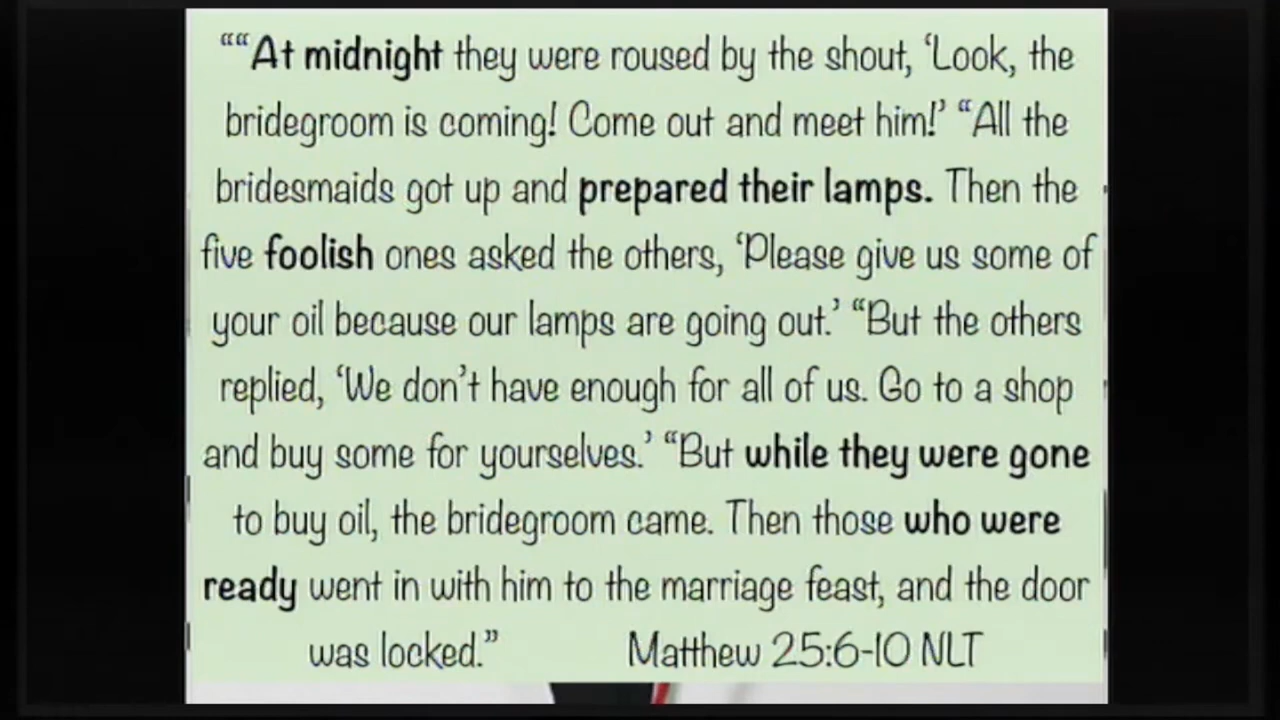 ““At midnight they were roused by the shout, ‘Look, the
bridegroom is coming! Come out and meet him!’ “All the
bridesmaids got up and prepared their lamps. Then the
five foolish ones asked the others, ‘Please give us some of
your oil because our lamps are going out.’ “But the others
replied, ‘We don’t have enough for all of us. Go to a shop
and buy some for yourselves.’ “But while they were gone
to buy oil, the bridegroom came. Then those who were
ready went in with him to the marriage feast, and the door
was locked.” Matthew 25:6-10 NLT